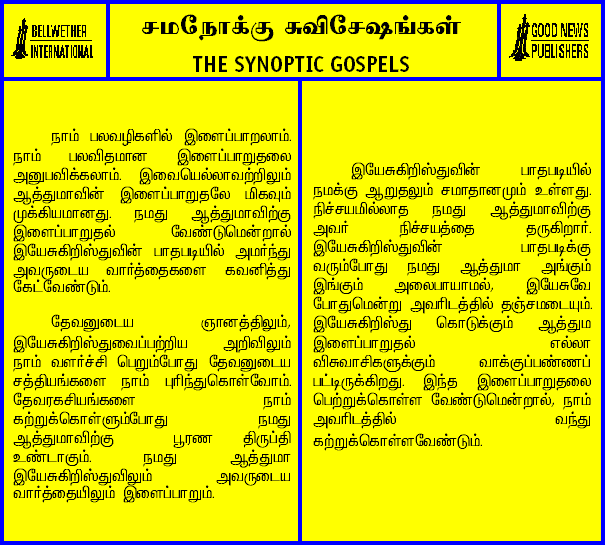 BELLWETHER
INTERNATIONAL
சமநோக்கு சுவிசேஷங்கள்
THE SYNOPTIC GOSPELS
GOOD NEWS
PUBLISHERS
நாம் பலவழிகளில் இளைப்பாறலாம்.
நாம் பலவிதமான இளைப்பாறுதலை
அனுபவிக்கலாம். இவையெல்லாவற்றிலும்
ஆத்துமாவின் இளைப்பாறுதலே மிகவும்
முக்கியமானது. நமது ஆத்துமாவிற்கு
இளைப்பாறுதல் வேண்டுமென்றால்
இயேசுகிறிஸ்துவின் பாதபடியில் அமர்ந்து
அவருடைய வார்த்தைகளை கவனித்து
கேட்வேண்டும்.
தேவனுடைய ஞானத்திலும்,
இயேசுகிறிஸ்துவைப்பற்றிய அறிவிலும்
நாம் வளர்ச்சி பெறும்போது தேவனுடைய
சத்தியங்களை நாம் புரிந்துகொள்வோம்.
தேவரகசியங்களை நாம்
கற்றுக்கொள்ளும்போது நமது
ஆத்துமாவிற்கு பூரண திருப்தி
உண்டாகும். நமது ஆத்துமா
இயேசுகிறிஸ்துவிலும் அவருடைய
வார்த்தையிலும் இளைப்பாறும்.
இயேசுகிறிஸ்துவின் பாதபடியில்
நமக்கு ஆறுதலும் சமாதானமும் உள்ளது.
நிச்சயமில்லாத நமது ஆத்துமாவிற்கு
அவர் நிச்சயத்தை தருகிறார்.
இயேசுகிறிஸ்துவின் பாதபடிக்கு
வரும்போது நமது ஆத்துமா அங்கும்
இங்கும் அலைபாயாமல், இயேசுவே
போதுமென்று அவரிடத்தில் தஞ்சமடையும்.
இயேசுகிறிஸ்து கொடுக்கும் ஆத்தும
இளைப்பாறுதல் எல்லா
விசுவாசிகளுக்கும் வாக்குப்பண்ணப்
பட்டிருக்கிறது. இந்த இளைப்பாறுதலை
பெற்றுக்கொள்ள வேண்டுமென்றால், நாம்
அவரிடத்தில் வந்து
கற்றுக்கொள்ளவேண்டும்.